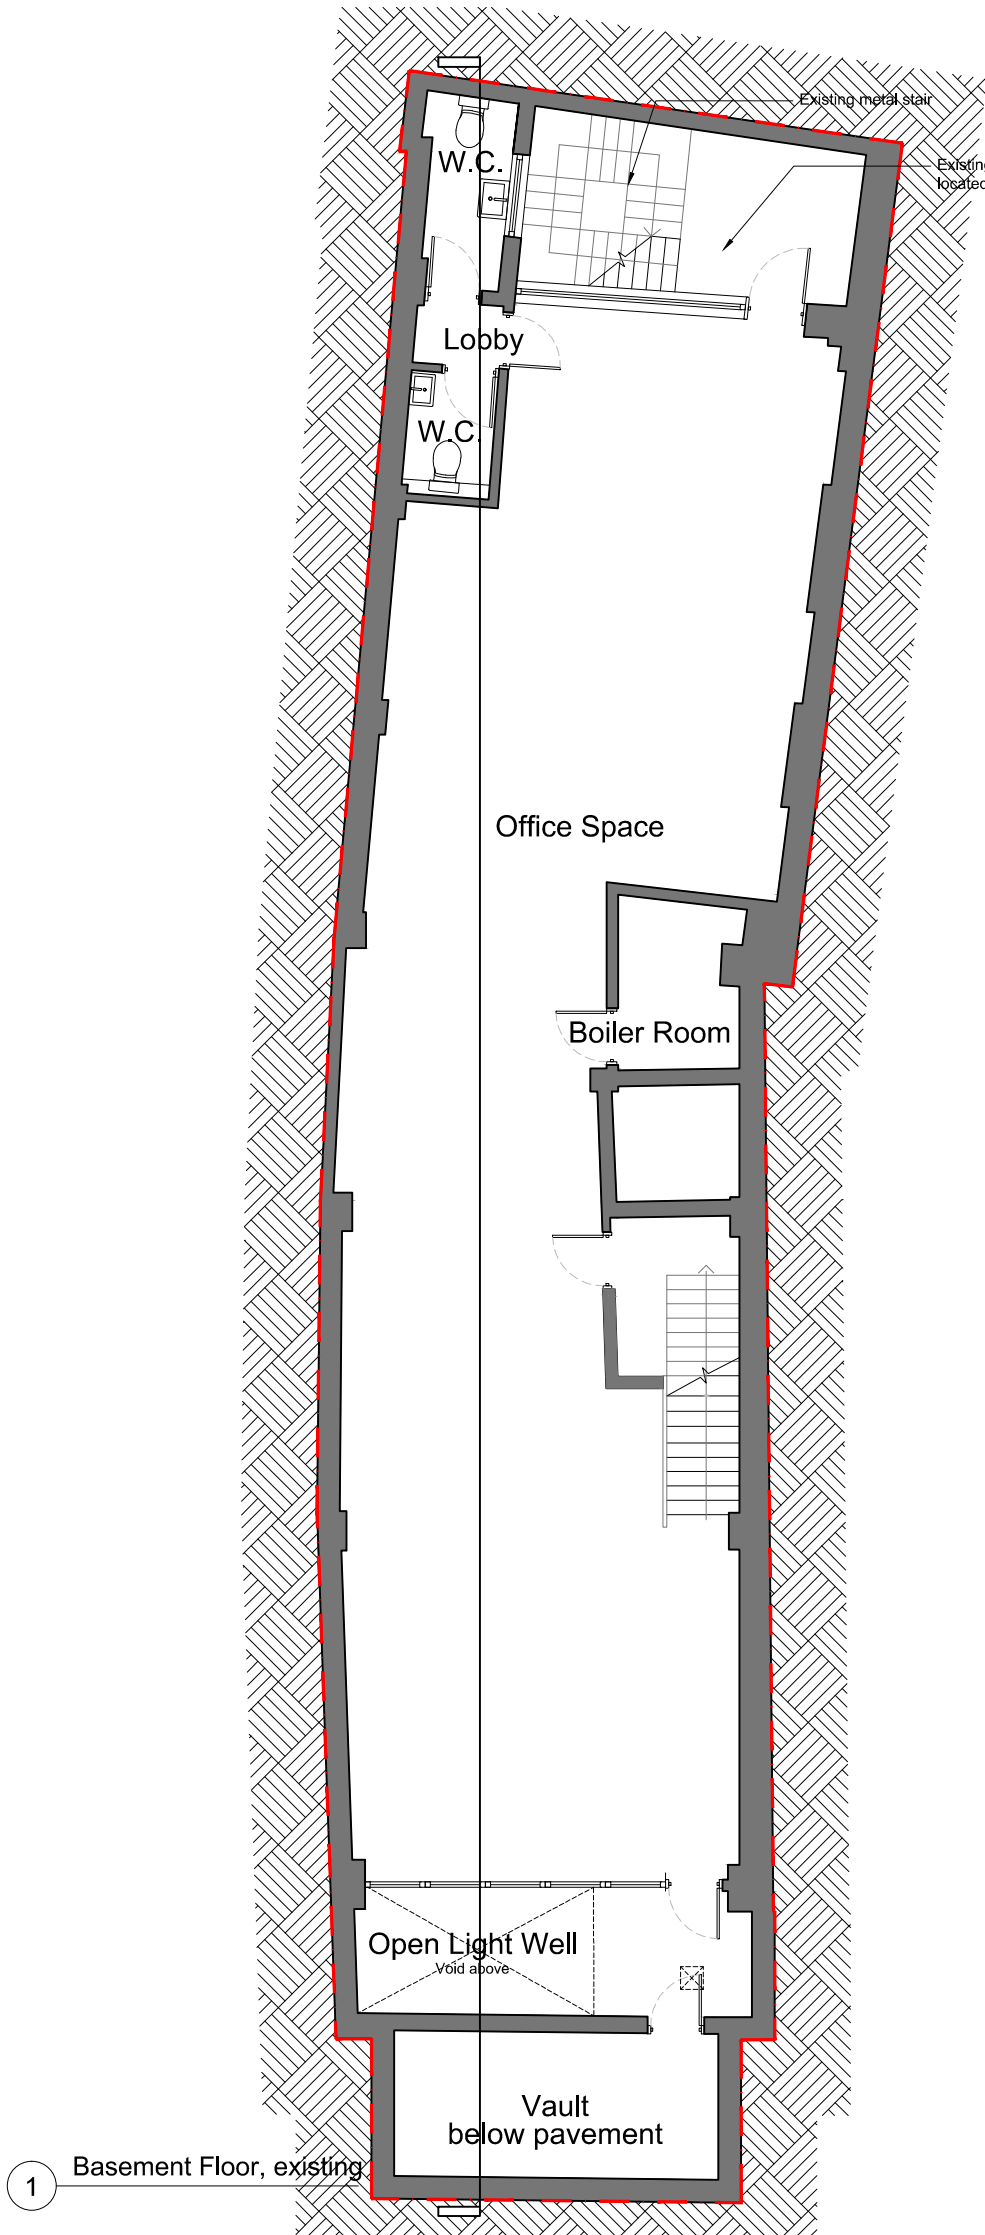 Existing metal stair
Existing
located
W.C.
Lobby
W.C.
Office Space
Boiler Room
Open Light Well
Void above
Vault
below pavement
Basement Floor, existing
1